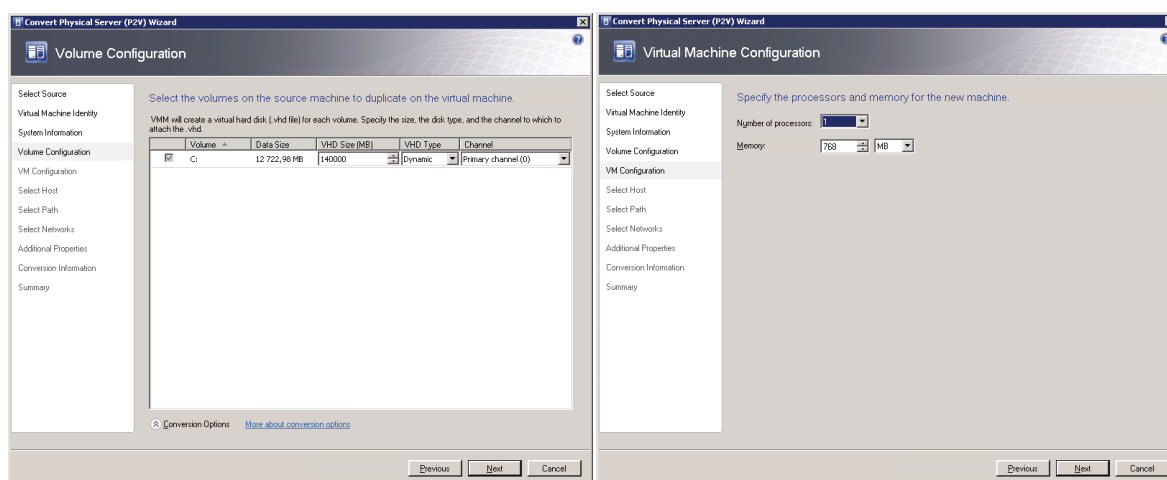 Convert Physical Server (P2V) Wizard
Volume Configuration
Select Source
Virtual Machine Identity
System Information
Volume Configuration
VM Configuration
Select Host
Select Path
Select Networks
Additional Properties
Conversion Information
Summary
Select the volumes on the source machine to duplicate on the virtual machine.
VMM will create a virtual hard disk (.vhd file) for each volume. Specify the size, the disk type, and the channel to which to
attach the .vhd.
Volume Data Size VHD Size (MB) VHD Type Channel
C: 12 722,98 MB 140000 Dynamic Primary channel (0)
Conversion Options More about conversion options
Previous Next Cancel
Convert Physical Server (P2V) Wizard
Virtual Machine Configuration
Select Source
Virtual Machine Identity
System Information
Volume Configuration
VM Configuration
Select Host
Select Path
Select Networks
Additional Properties
Conversion Information
Summary
Specify the processors and memory for the new machine.
Number of processors: 1
Memory: 768 MB
Previous Next Cancel